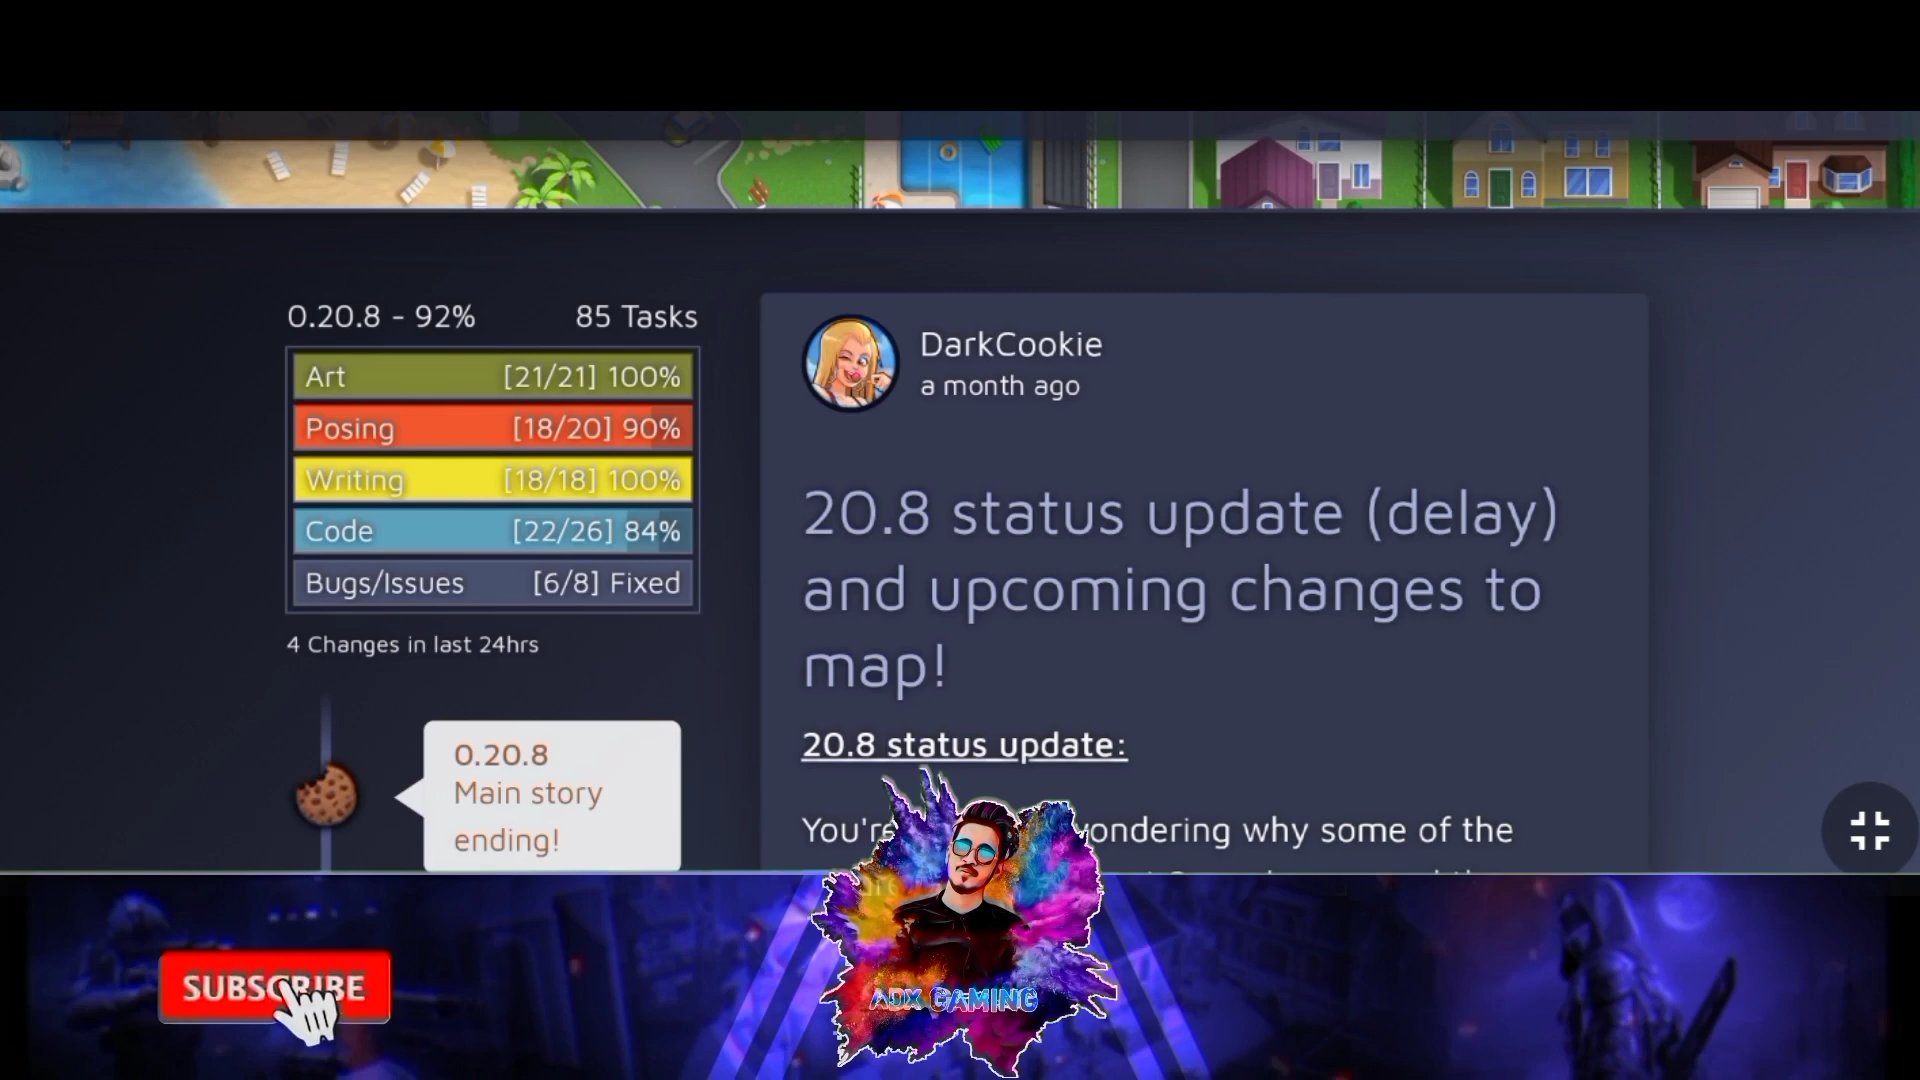 0.20.8 - 92% 85 Tasks
Art [21/21] 100%
Posing [18/20] 90%
Writing [18/18] 100%
Code [22/26] 84%
Bugs/Issues [6/8] Fixed
4 Changes in last 24hrs
0.20.8
Main story
ending!
DarkCookie
a month ago
20.8 status update (delay)
and upcoming changes to
map!
20.8 status update:
You're wondering why some of the
SUBSCRIBE
ADX GAMING